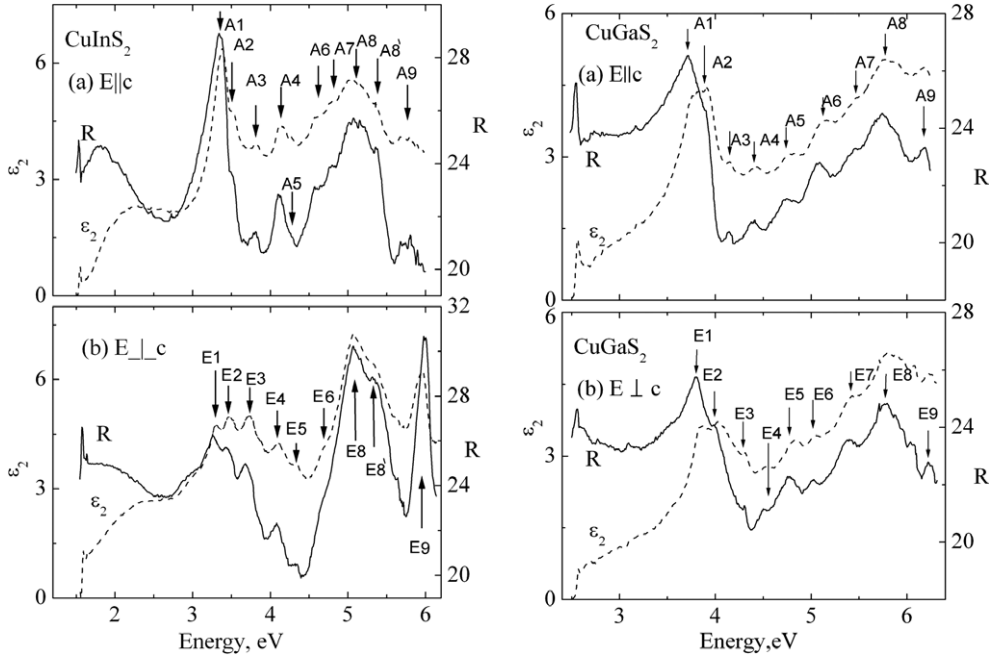 CuInS2
(a) E||c
A1
A2
A3
A4
A5
A6
A7
A8
A8`
A9
R
ε2
ε2
R
6
3
0
28
24
20
(b) E_|_c
E1
E2
E3
E4
E5
E6
E8
E8`
E9
R
ε2
ε2
R
6
3
0
32
28
24
20
2 3 4 5 6
Energy, eV
CuGaS2
(a) E||c
A1
A2
A3
A4
A5
A6
A7
A8
A9
R
ε2
ε2
R
6
3
0
28
24
20
CuGaS2
(b) E ⊥ c
E1
E2
E3
E4
E5
E6
E7
E8
E9
R
ε2
ε2
R
6
3
0
28
24
20
3 4 5 6
Energy, eV